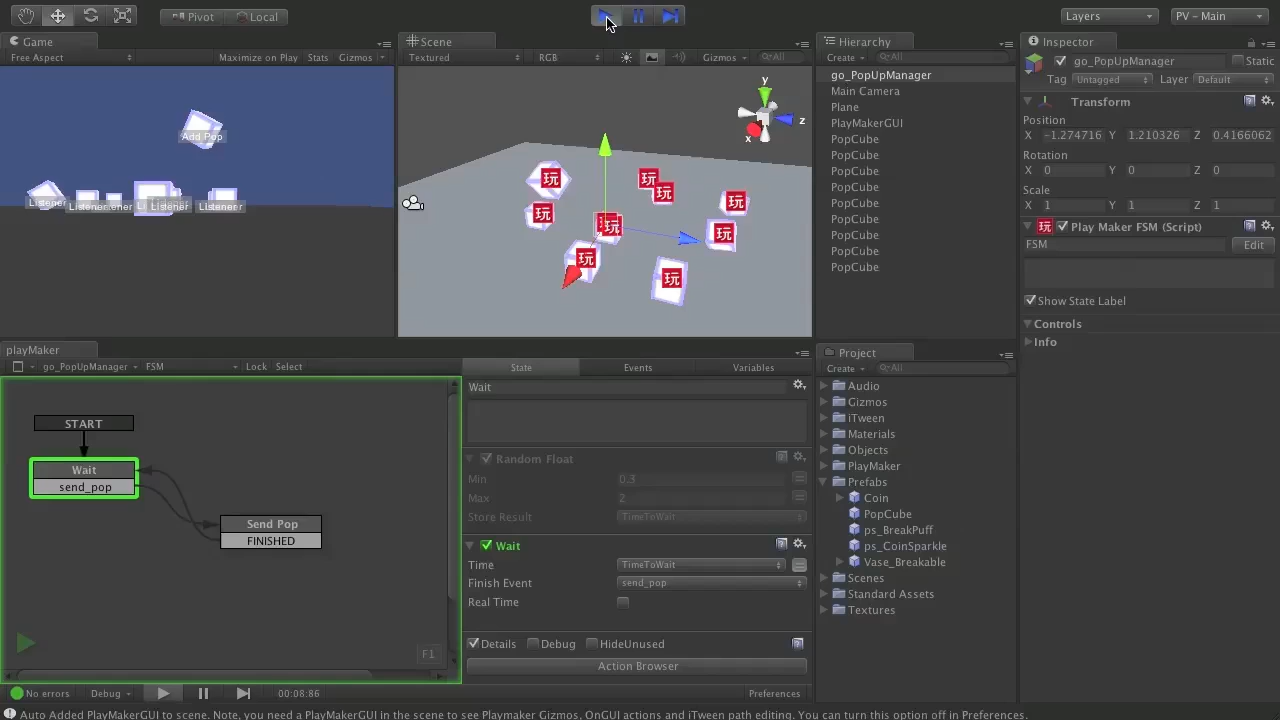 Pivot
Local
Layers
PV - Main
Game
Free Aspect
Maximize on Play
Stats
Gizmos
Add Pop
Listener
Listener
Listener
Listener
Scene
Textured
RGB
Gizmos
All
y
z
x
玩
玩
玩
玩
玩
玩
玩
玩
玩
玩
Hierarchy
Create
All
go_PopUpManager
Main Camera
Plane
PlayMakerGUI
PopCube
PopCube
PopCube
PopCube
PopCube
PopCube
PopCube
PopCube
PopCube
Inspector
go_PopUpManager
Static
Tag
Untagged
Layer
Default
Transform
Position
X -1.274716 Y 1.210326 Z 0.4166062
Rotation
X 0 Y 0 Z 0
Scale
X 1 Y 1 Z 1
玩 Play Maker FSM (Script)
FSM
Edit
Show State Label
Controls
Info
playMaker
go_PopUpManager
FSM
Lock
Select
START
Wait
send_pop
Send Pop
FINISHED
F1
State
Events
Variables
Wait
Random Float
Min 0.3
Max 2
Store Result TimeToWait
Wait
Time TimeToWait
Finish Event send_pop
Real Time
Details
Debug
HideUnused
Action Browser
Project
Create
All
Audio
Gizmos
iTween
Materials
Objects
PlayMaker
Prefabs
Coin
PopCube
ps_BreakPuff
ps_CoinSparkle
Vase_Breakable
Scenes
Standard Assets
Textures
No errors
Debug
00:08:86
Preferences
Auto Added PlayMakerGUI to scene. Note, you need a PlayMakerGUI in the scene to see Playmaker Gizmos, OnGUI actions and iTween path editing. You can turn this option off in Preferences.